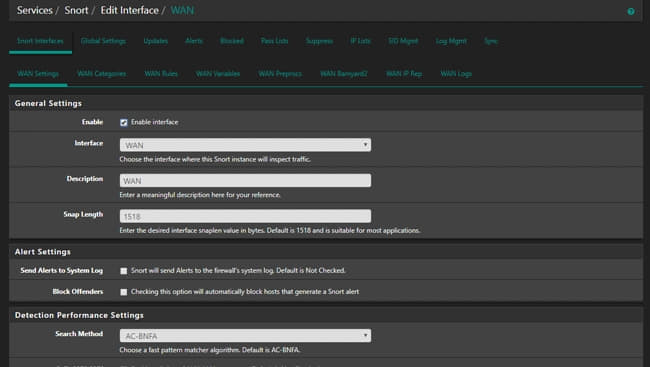 Services / Snort / Edit Interface / WAN
Snort Interfaces Global Settings Updates Alerts Blocked Pass Lists Suppress IP Lists SID Mgmt Log Mgmt Sync
WAN Settings WAN Categories WAN Rules WAN Variables WAN Preprocs WAN Barnyard2 WAN IP Rep WAN Logs
General Settings
Enable Enable interface
Interface WAN
Choose the interface where this Snort instance will inspect traffic.
Description WAN
Enter a meaningful description here for your reference.
Snap Length 1518
Enter the desired interface snaplen value in bytes. Default is 1518 and is suitable for most applications.
Alert Settings
Send Alerts to System Log Snort will send Alerts to the firewall's system log. Default is Not Checked.
Block Offenders Checking this option will automatically block hosts that generate a Snort alert
Detection Performance Settings
Search Method AC-BNFA
Choose a fast pattern matcher algorithm. Default is AC-BNFA.